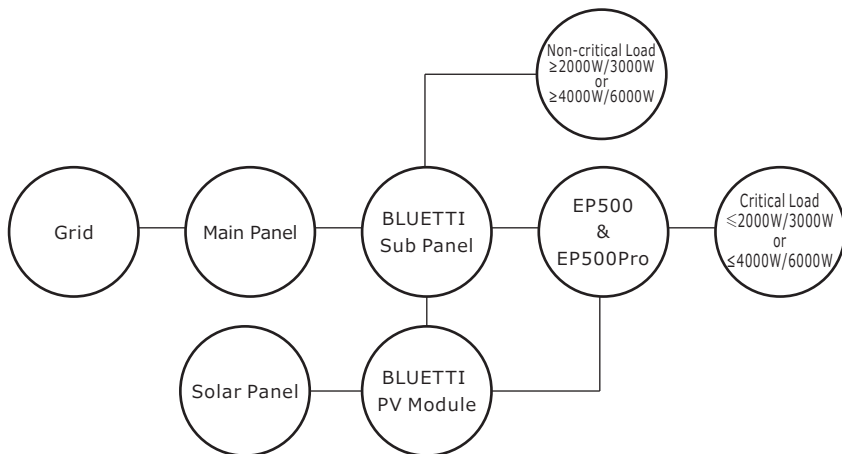 Non-critical Load
≥2000W/3000W
or
≥4000W/6000W
Grid
Main Panel
BLUETTI
Sub Panel
EP500
&
EP500Pro
Critical Load
⩽2000W/3000W
or
≤4000W/6000W
Solar Panel
BLUETTI
PV Module